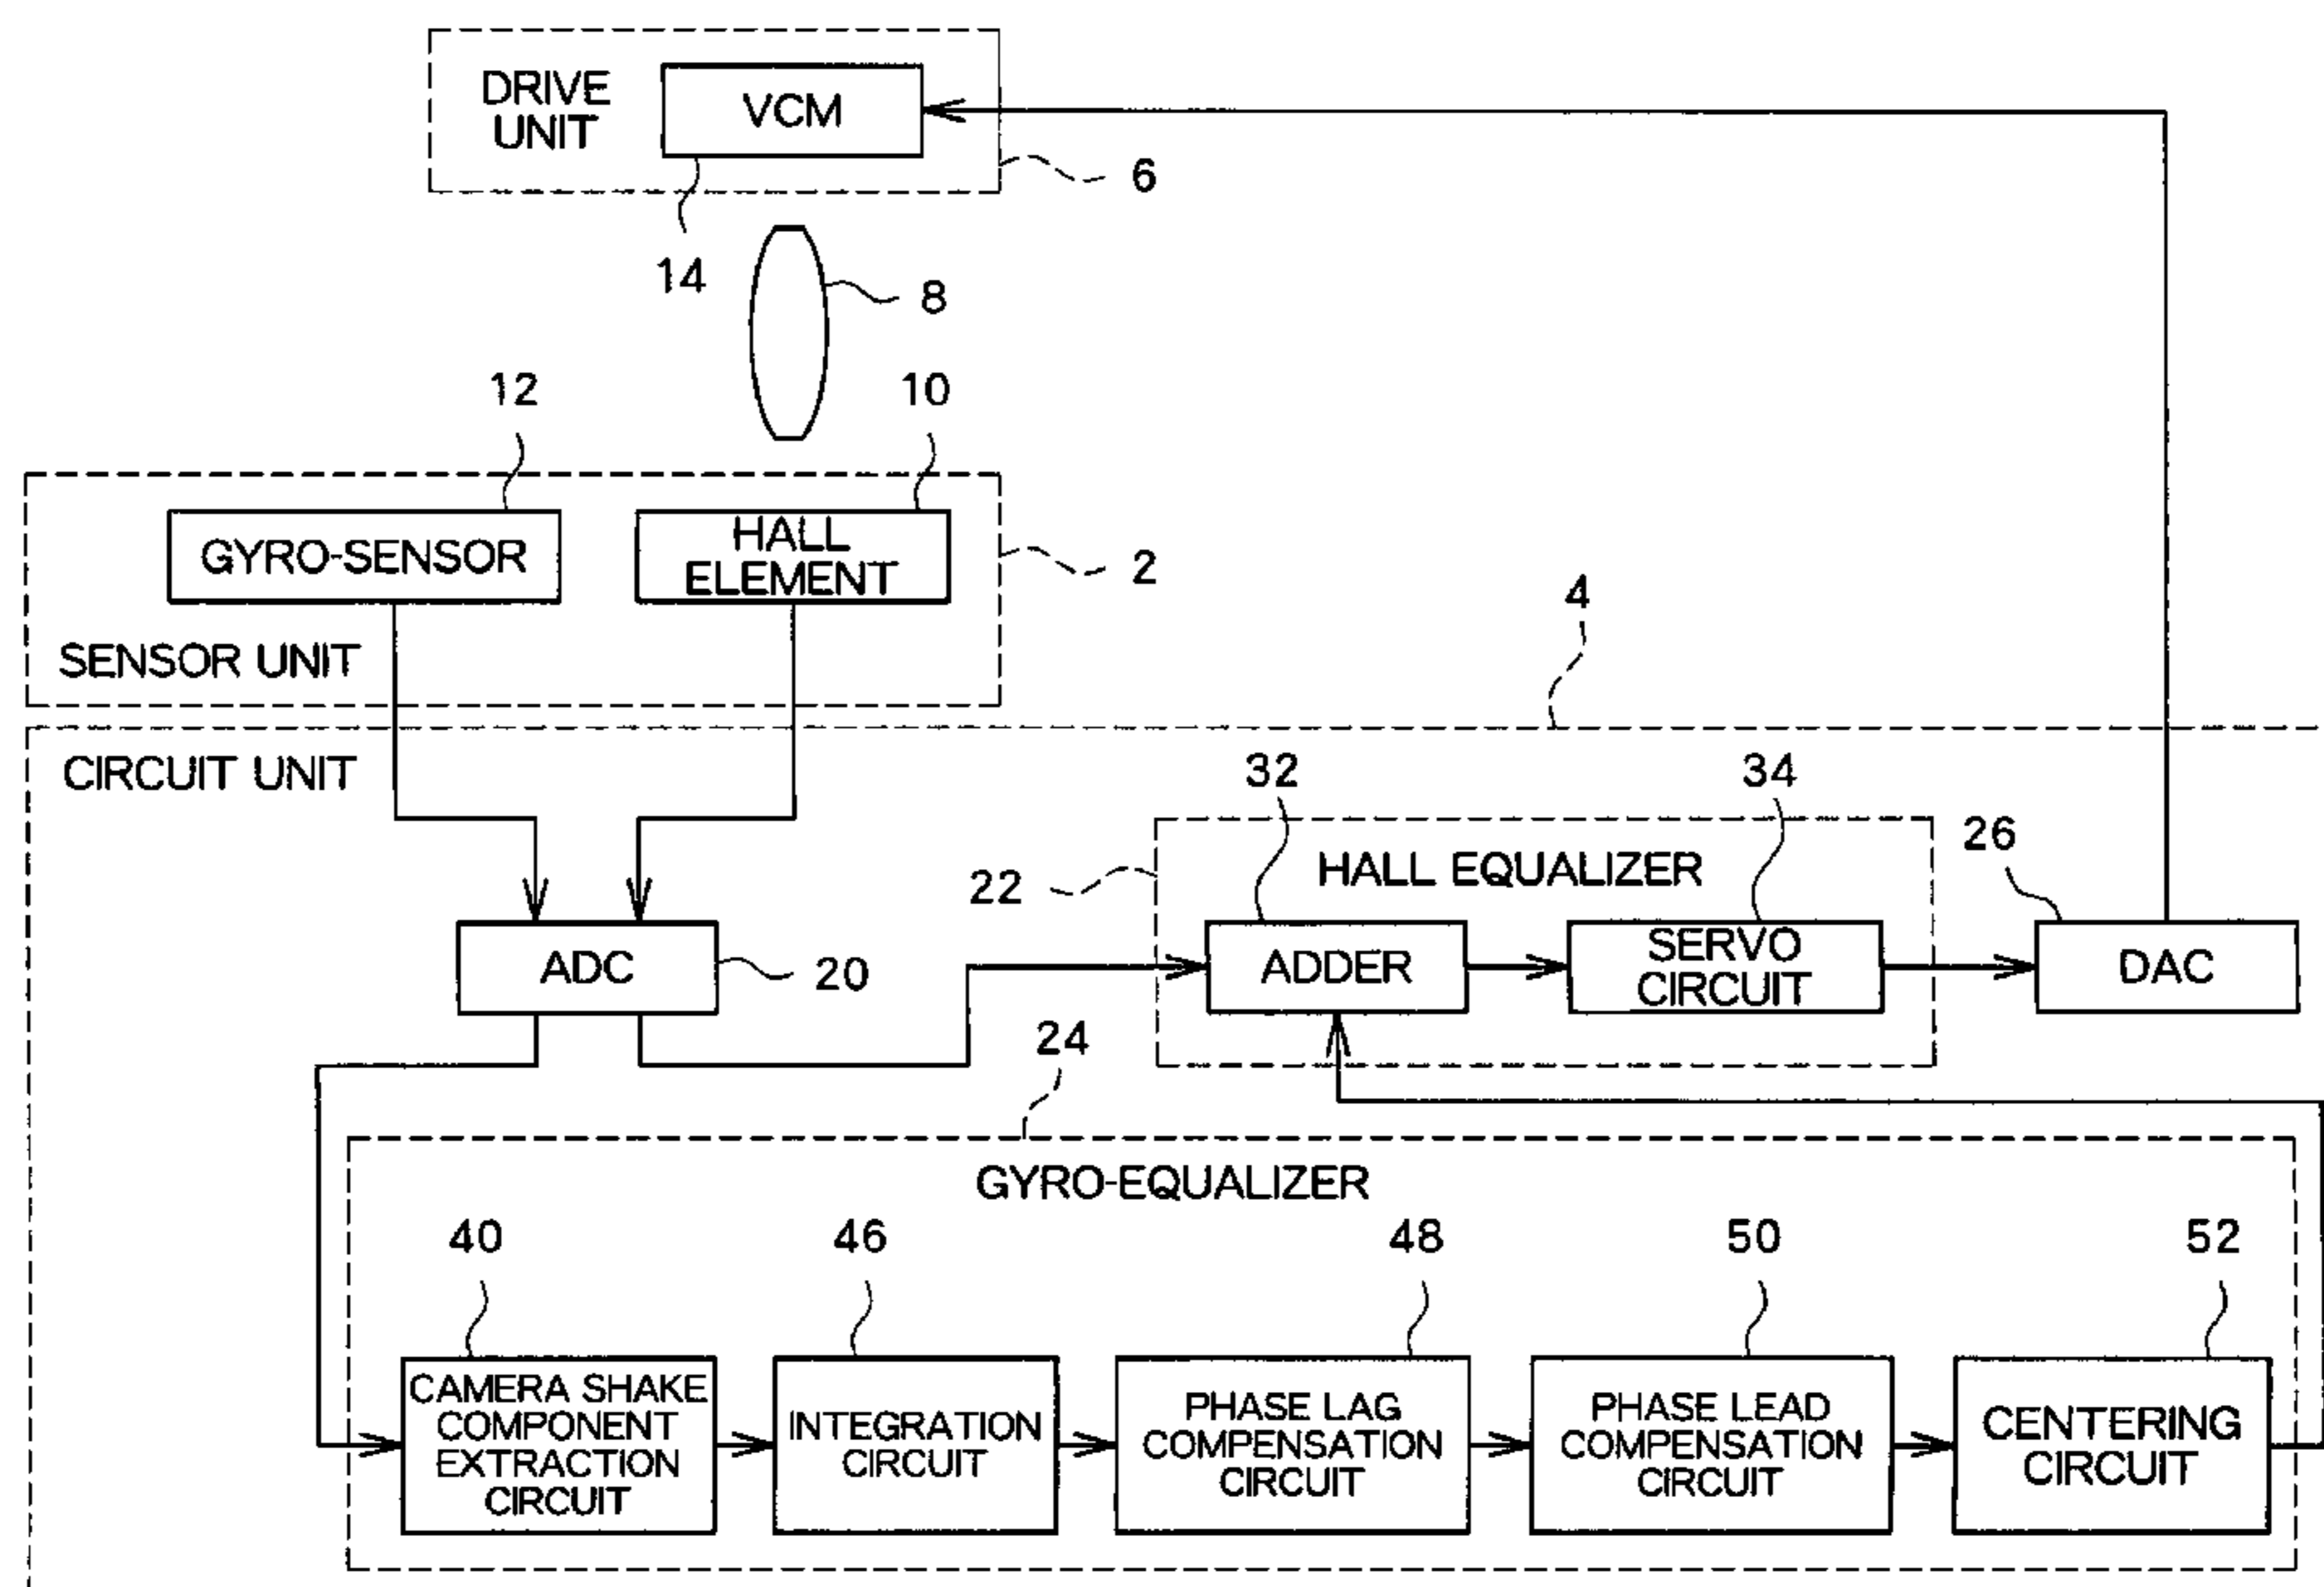 DRIVE
UNIT
VCM
6
14
8
12
10
GYRO-SENSOR
HALL
ELEMENT
2
SENSOR UNIT
4
CIRCUIT UNIT
32
34
26
22
HALL EQUALIZER
ADC
20
ADDER
SERVO
CIRCUIT
DAC
24
GYRO-EQUALIZER
40
46
48
50
52
CAMERA SHAKE
COMPONENT
EXTRACTION
CIRCUIT
INTEGRATION
CIRCUIT
PHASE LAG
COMPENSATION
CIRCUIT
PHASE LEAD
COMPENSATION
CIRCUIT
CENTERING
CIRCUIT